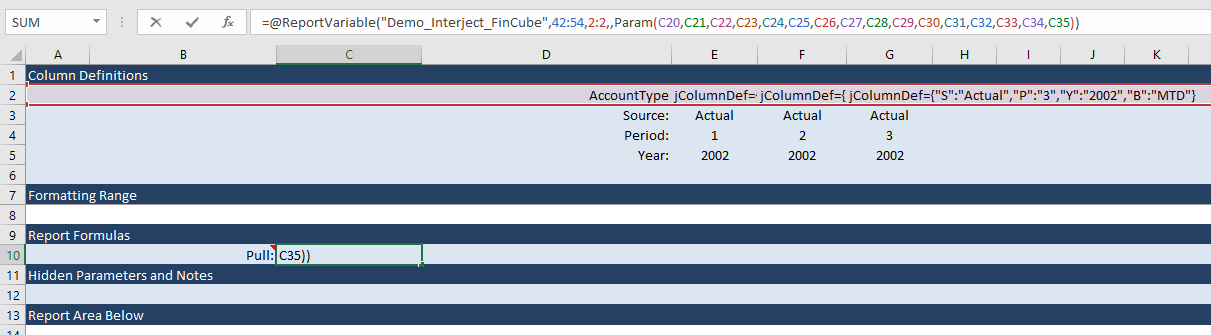 SUM =@ReportVariable("Demo_Interject_FinCube",42:54,2:2,,Param(C20,C21,C22,C23,C24,C25,C26,C27,C28,C29,C30,C31,C32,C33,C34,C35))
A B C D E F G H I J K
1 Column Definitions
2 AccountType jColumnDef= jColumnDef={ jColumnDef={"S":"Actual","P":"3","Y":"2002","B":"MTD"}
3 Source: Actual Actual Actual
4 Period: 1 2 3
5 Year: 2002 2002 2002
6
7 Formatting Range
8
9 Report Formulas
10 Pull: C35))
11 Hidden Parameters and Notes
12
13 Report Area Below